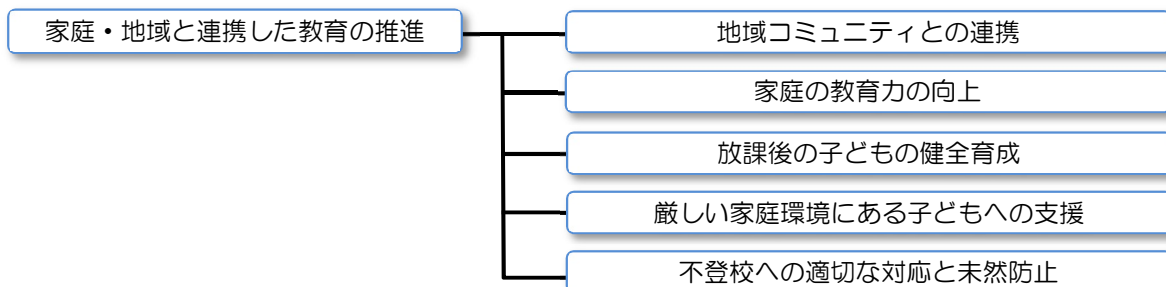 家庭・地域と連携した教育の推進
地域コミュニティとの連携
家庭の教育力の向上
放課後の子どもの健全育成
厳しい家庭環境にある子どもへの支援
不登校への適切な対応と未然防止